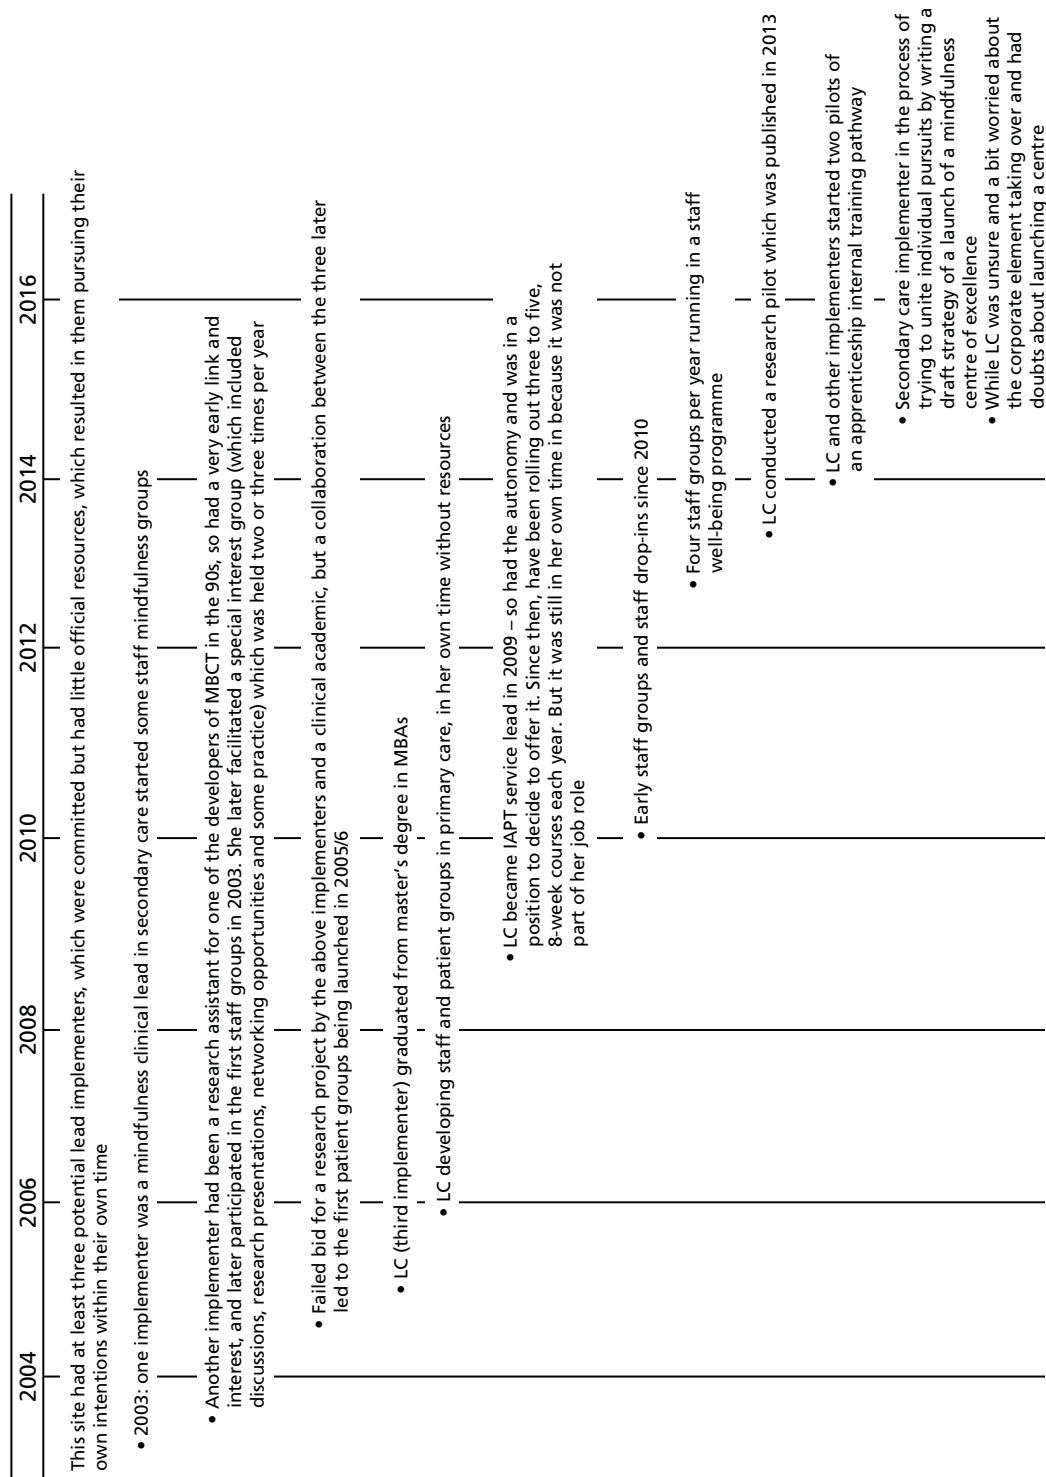 2004 2006 2008 2010 2012 2014 2016
This site had at least three potential lead implementers, which were committed but had little official resources, which resulted in them pursuing their
own intentions within their own time
• 2003: one implementer was a mindfulness clinical lead in secondary care started some staff mindfulness groups
• Another implementer had been a research assistant for one of the developers of MBCT in the 90s, so had a very early link and
interest, and later participated in the first staff groups in 2003. She later facilitated a special interest group (which included
discussions, research presentations, networking opportunities and some practice) which was held two or three times per year
• Failed bid for a research project by the above implementers and a clinical academic, but a collaboration between the three later
led to the first patient groups being launched in 2005/6
• LC (third implementer) graduated from master's degree in MBAs
• LC developing staff and patient groups in primary care, in her own time without resources
• LC became IAPT service lead in 2009 – so had the autonomy and was in a
position to decide to offer it. Since then, have been rolling out three to five,
8-week courses each year. But it was still in her own time in because it was not
part of her job role
• Early staff groups and staff drop-ins since 2010
• Four staff groups per year running in a staff
well-being programme
• LC conducted a research pilot which was published in 2013
• LC and other implementers started two pilots of
an apprenticeship internal training pathway
• Secondary care implementer in the process of
trying to unite individual pursuits by writing a
draft strategy of a launch of a mindfulness
centre of excellence
• While LC was unsure and a bit worried about
the corporate element taking over and had
doubts about launching a centre